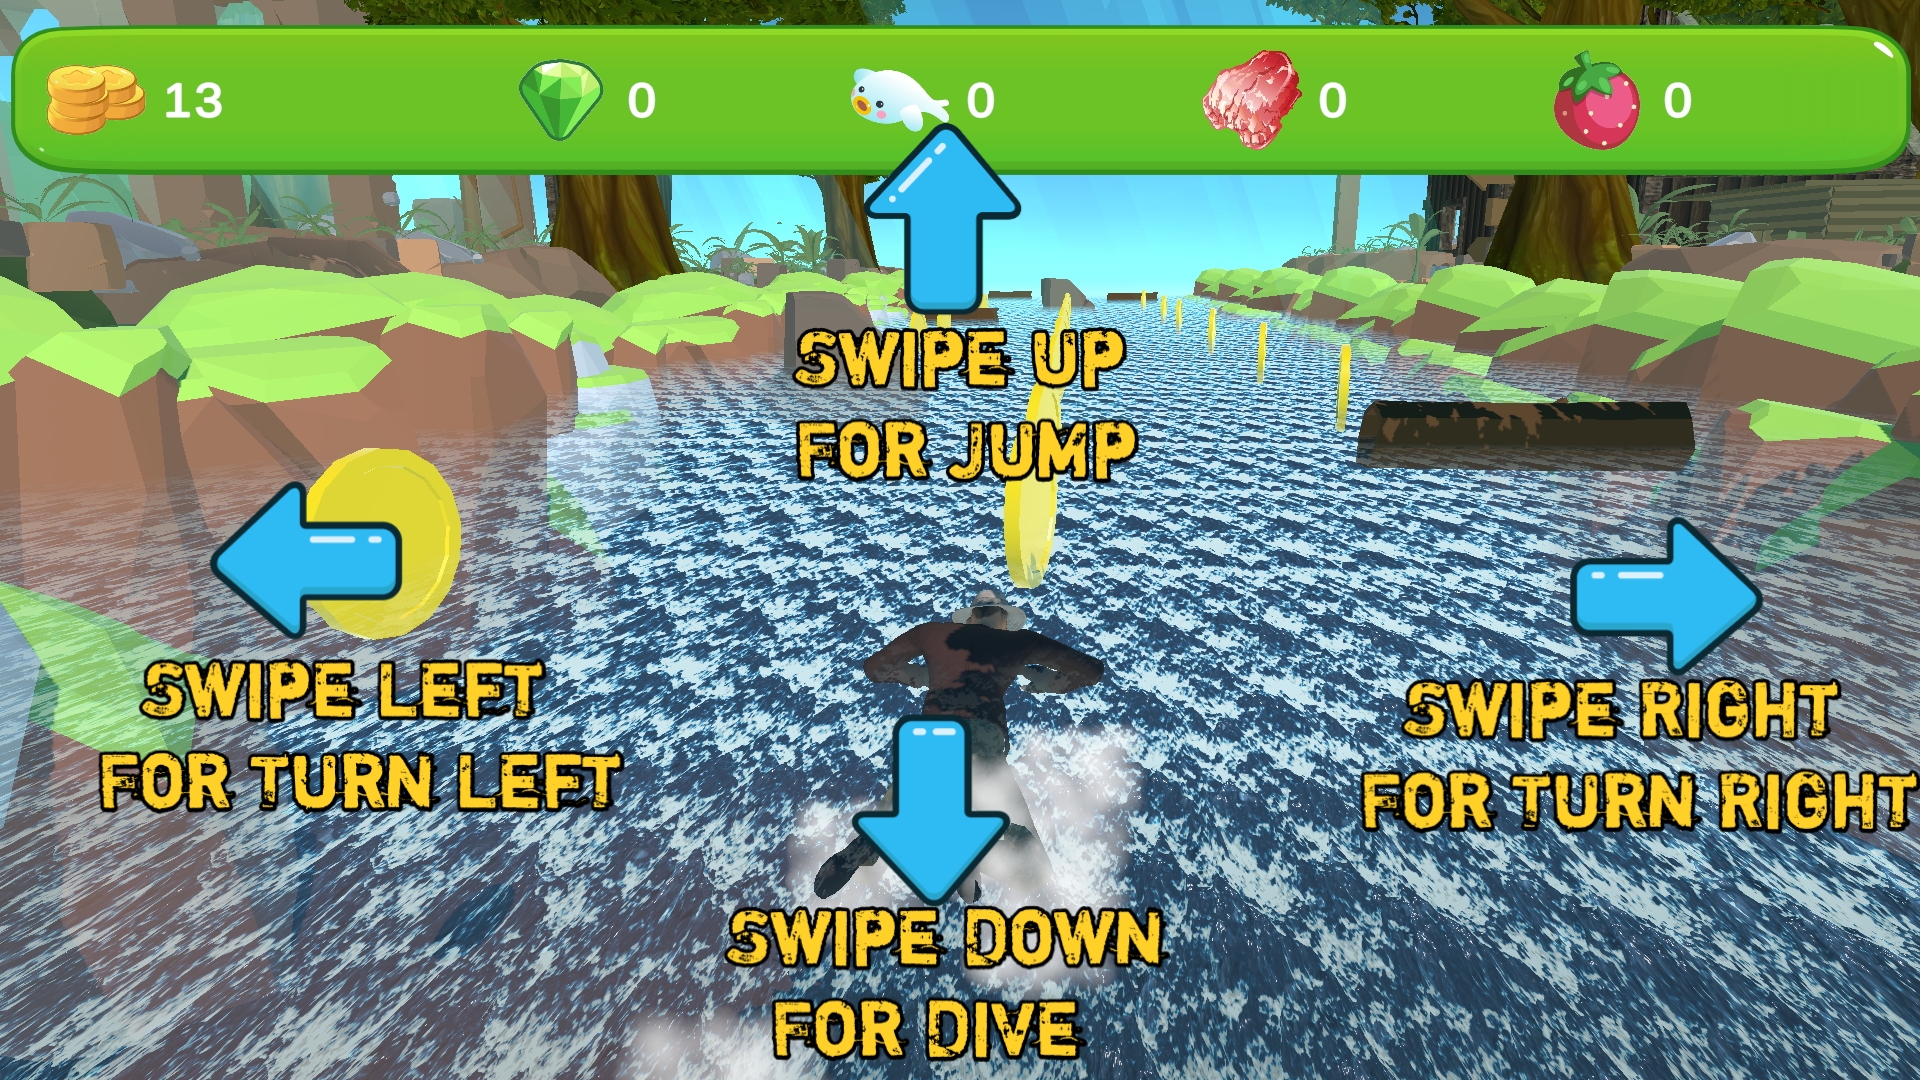 13 0 0 0 0
SWIPE UP
FOR JUMP
SWIPE LEFT
FOR TURN LEFT
SWIPE RIGHT
FOR TURN RIGHT
SWIPE DOWN
FOR DIVE